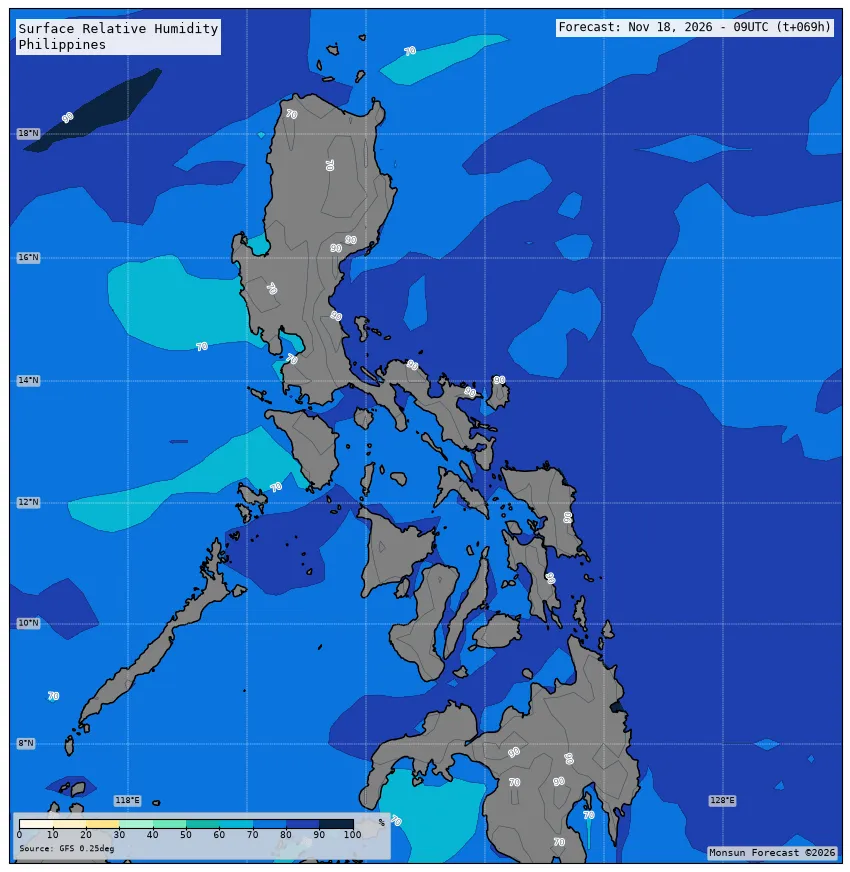 Surface Relative Humidity
Philippines
Forecast: Nov 18, 2026 - 09UTC (t+069h)
70
90
70
18°N
70
90
90
16°N
70
90
70
70
90
14°N
90
90
70
12°N
90
90
10°N
70
8°N
90
90
70
90
118°E
128°E
70
70
70
%
0 10 20 30 40 50 60 70 80 90 100
Source: GFS 0.25deg
Monsun Forecast ©2026